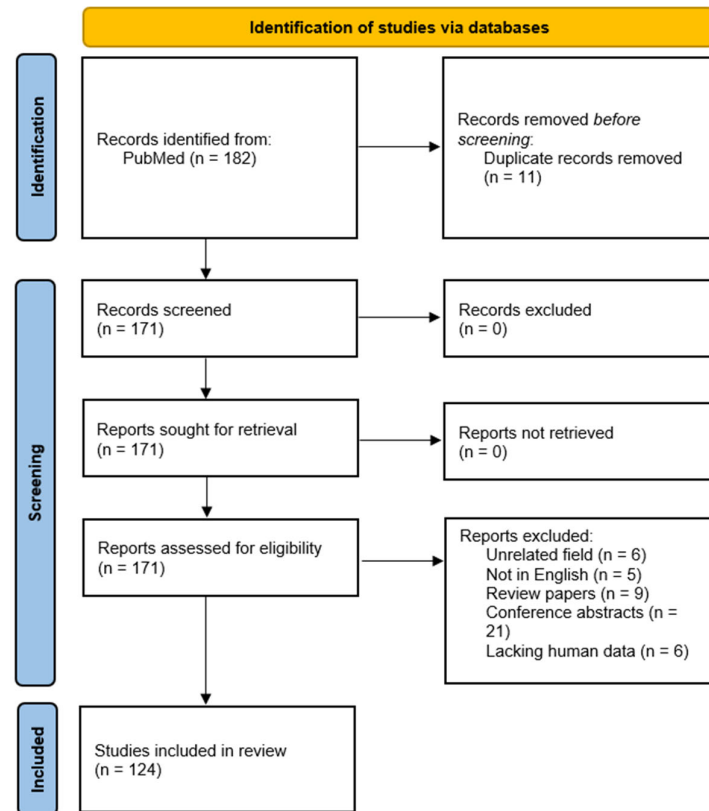 Identification of studies via databases
Identification
Records identified from:
PubMed (n = 182)
Records removed before
screening:
Duplicate records removed
(n = 11)
Screening
Records screened
(n = 171)
Records excluded
(n = 0)
Reports sought for retrieval
(n = 171)
Reports not retrieved
(n = 0)
Reports assessed for eligibility
(n = 171)
Reports excluded:
Unrelated field (n = 6)
Not in English (n = 5)
Review papers (n = 9)
Conference abstracts (n =
21)
Lacking human data (n = 6)
Included
Studies included in review
(n = 124)